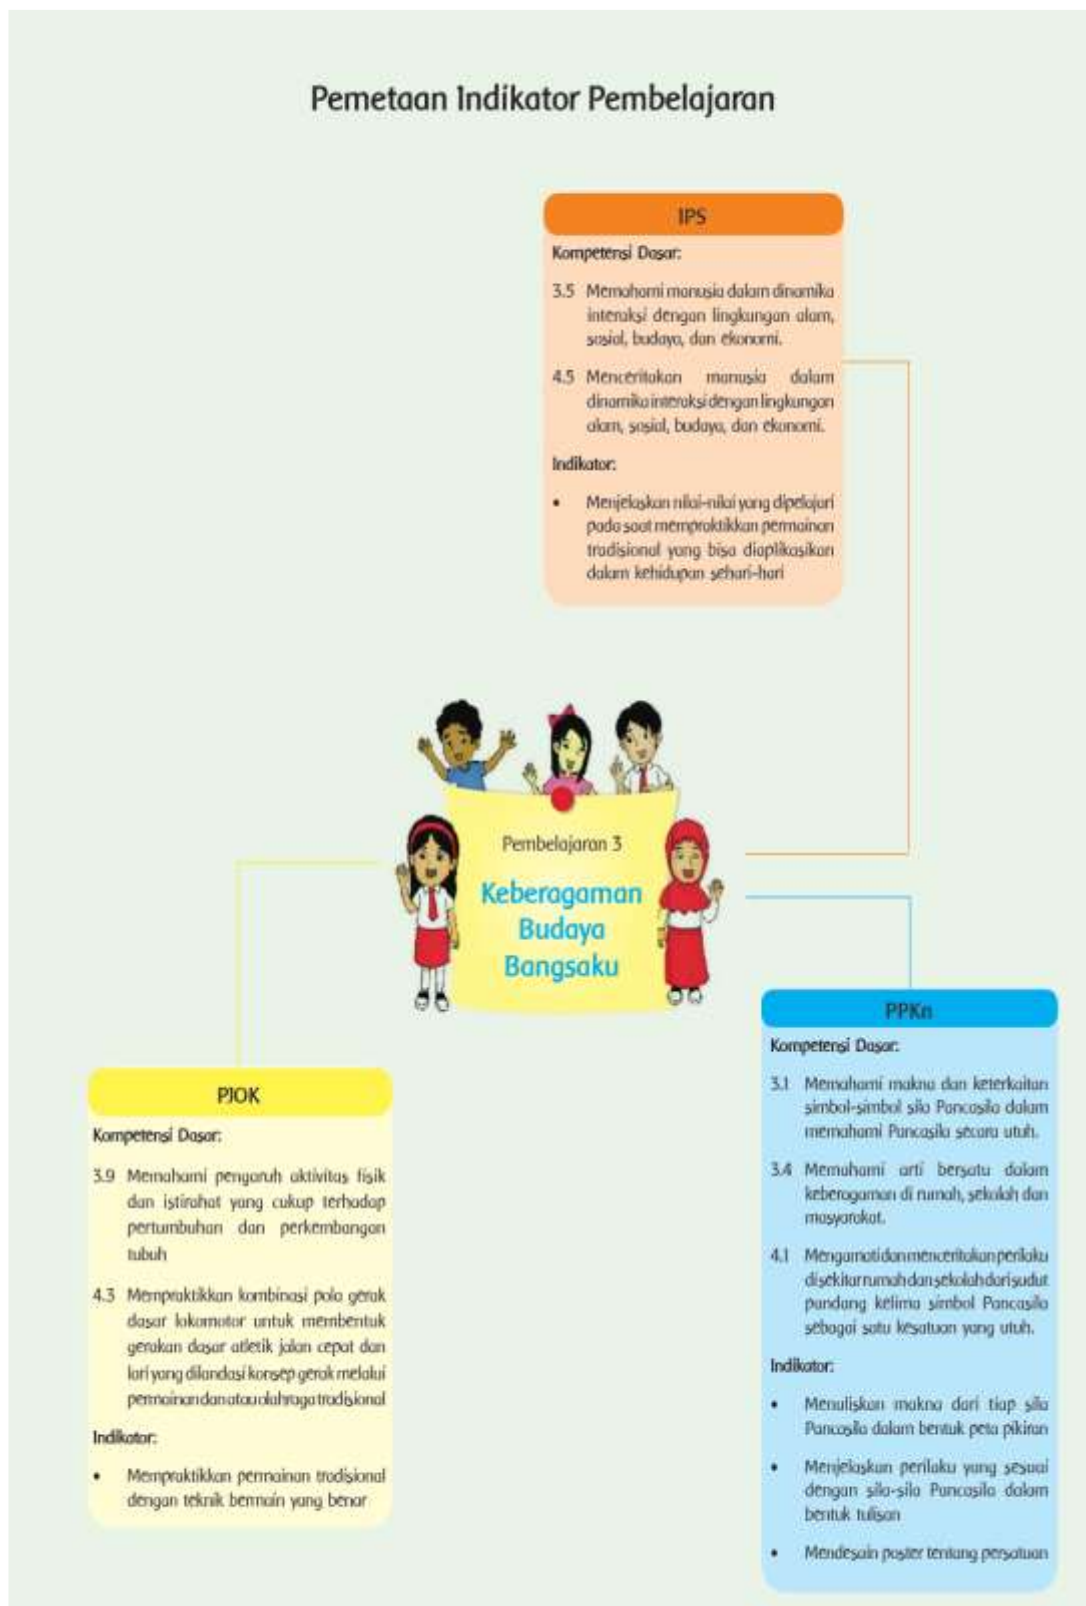 Pemetaan Indikator Pembelajaran
IPS
Kompetensi Dasar:
3.5 Memahami manusia dalam dinamika
interaksi dengan lingkungan alam,
sosial, budaya, dan ekonomi.
4.5 Menceritakan manusia dalam
dinamika interaksi dengan lingkungan
alam, sosial, budaya, dan ekonomi.
Indikator:
• Menjelaskan nilai-nilai yang dipelajari
pada saat mempraktikkan permainan
tradisional yang bisa diaplikasikan
dalam kehidupan sehari-hari
Pembelajaran 3
Keberagaman
Budaya
Bangsaku
PJOK
Kompetensi Dasar:
3.9 Memahami pengaruh aktivitas fisik
dan istirahat yang cukup terhadap
pertumbuhan dan perkembangan
tubuh
4.3 Mempraktikkan kombinasi pola gerak
dasar lokomotor untuk membentuk
gerakan dasar atletik jalan cepat dan
lari yang dilandasi konsep gerak melalui
permainan dan atau olahraga tradisional
Indikator:
• Mempraktikkan permainan tradisional
dengan teknik bermain yang benar
PPKn
Kompetensi Dasar:
3.1 Memahami makna dan keterkaitan
simbol-simbol sila Pancasila dalam
memahami Pancasila secara utuh.
3.4 Memahami arti bersatu dalam
keberagaman di rumah, sekolah dan
masyarakat.
4.1 Mengamati dan menceritakan perilaku
di sekitar rumah dan sekolah dari sudut
pandang kelima simbol Pancasila
sebagai satu kesatuan yang utuh.
Indikator:
• Menuliskan makna dari tiap sila
Pancasila dalam bentuk peta pikiran
• Menjelaskan perilaku yang sesuai
dengan sila-sila Pancasila dalam
bentuk tulisan
• Mendesain poster tentang persatuan